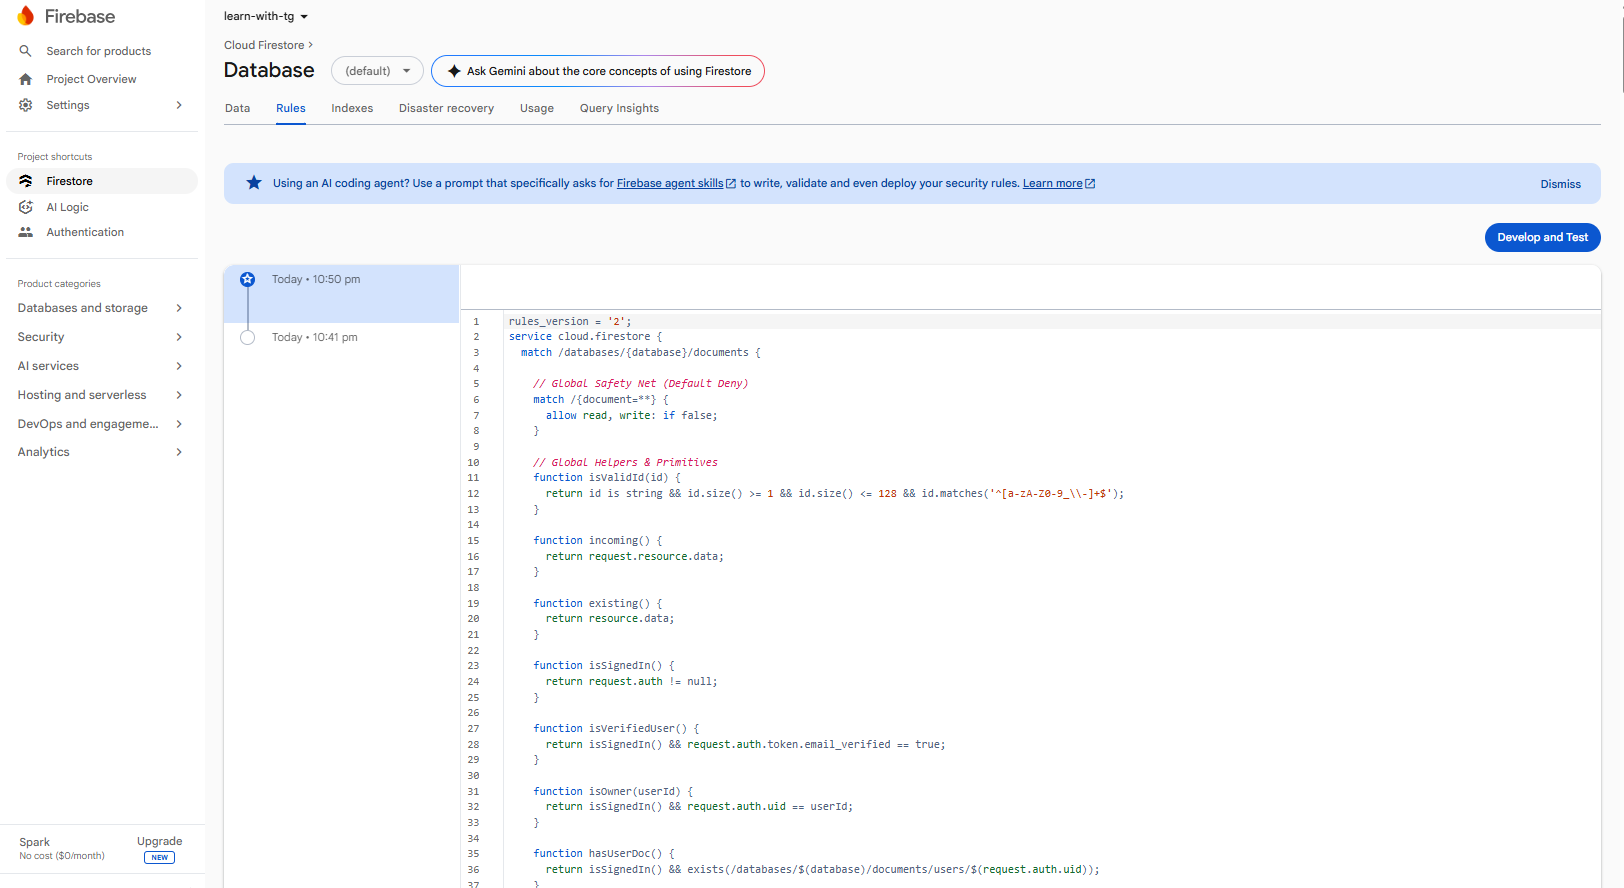 Firebase
Search for products
Project Overview
Settings
Project shortcuts
Firestore
AI Logic
Authentication
Product categories
Databases and storage
Security
AI services
Hosting and serverless
DevOps and engageme...
Analytics
Spark
No cost ($0/month)
Upgrade
NEW
learn-with-tg
Cloud Firestore
Database
(default)
Ask Gemini about the core concepts of using Firestore
Data Rules Indexes Disaster recovery Usage Query Insights
Using an AI coding agent? Use a prompt that specifically asks for Firebase agent skills to write, validate and even deploy your security rules. Learn more
Dismiss
Develop and Test
Today • 10:50 pm
Today • 10:41 pm
1 rules_version = '2';
2 service cloud.firestore {
3 match /databases/{database}/documents {
4
5 // Global Safety Net (Default Deny)
6 match /{document=**} {
7 allow read, write: if false;
8 }
9
10 // Global Helpers & Primitives
11 function isValidId(id) {
12 return id is string && id.size() >= 1 && id.size() <= 128 && id.matches('^[a-zA-Z0-9_\\-]+$');
13 }
14
15 function incoming() {
16 return request.resource.data;
17 }
18
19 function existing() {
20 return resource.data;
21 }
22
23 function isSignedIn() {
24 return request.auth != null;
25 }
26
27 function isVerifiedUser() {
28 return isSignedIn() && request.auth.token.email_verified == true;
29 }
30
31 function isOwner(userId) {
32 return isSignedIn() && request.auth.uid == userId;
33 }
34
35 function hasUserDoc() {
36 return isSignedIn() && exists(/databases/$(database)/documents/users/$(request.auth.uid));
37 }